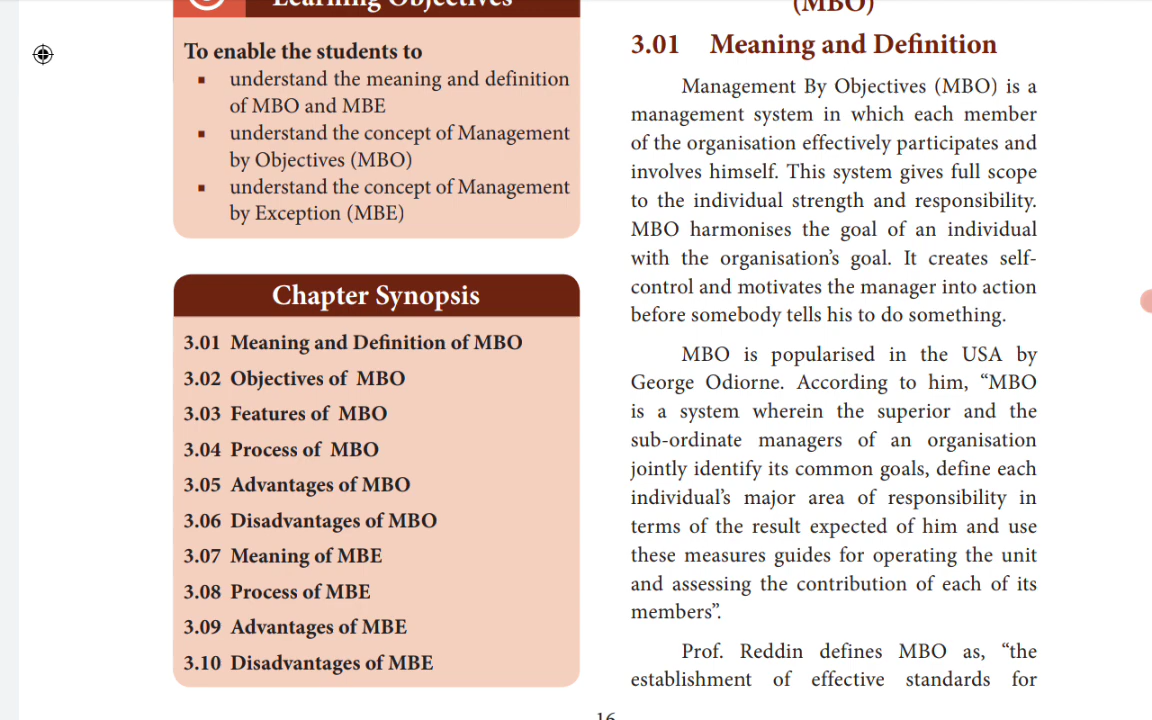 Learning Objectives
To enable the students to
▪ understand the meaning and definition
of MBO and MBE
▪ understand the concept of Management
by Objectives (MBO)
▪ understand the concept of Management
by Exception (MBE)
Chapter Synopsis
3.01 Meaning and Definition of MBO
3.02 Objectives of MBO
3.03 Features of MBO
3.04 Process of MBO
3.05 Advantages of MBO
3.06 Disadvantages of MBO
3.07 Meaning of MBE
3.08 Process of MBE
3.09 Advantages of MBE
3.10 Disadvantages of MBE
(MBO)
3.01 Meaning and Definition
Management By Objectives (MBO) is a
management system in which each member
of the organisation effectively participates and
involves himself. This system gives full scope
to the individual strength and responsibility.
MBO harmonises the goal of an individual
with the organisation’s goal. It creates self-
control and motivates the manager into action
before somebody tells his to do something.
MBO is popularised in the USA by
George Odiorne. According to him, “MBO
is a system wherein the superior and the
sub-ordinate managers of an organisation
jointly identify its common goals, define each
individual’s major area of responsibility in
terms of the result expected of him and use
these measures guides for operating the unit
and assessing the contribution of each of its
members”.
Prof. Reddin defines MBO as, “the
establishment of effective standards for
16